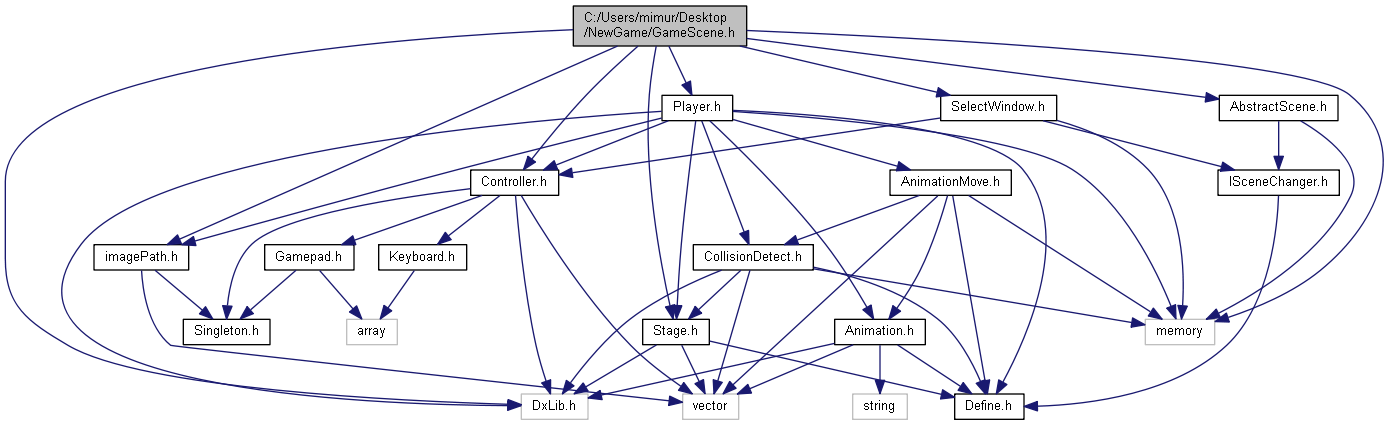 C:/Users/mimur/Desktop
/NewGame/GameScene.h
Player.h
SelectWindow.h
AbstractScene.h
Controller.h
AnimationMove.h
ISceneChanger.h
imagePath.h
Gamepad.h
Keyboard.h
CollisionDetect.h
Singleton.h
array
Stage.h
Animation.h
memory
DxLib.h
vector
string
Define.h